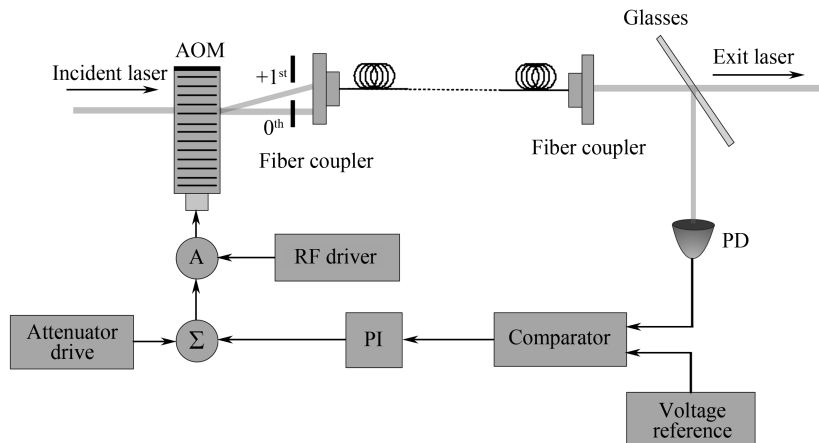 Glasses
AOM
Incident laser
+1st
Exit laser
0th
Fiber coupler
Fiber coupler
PD
A
RF driver
Attenuator
drive
Σ
PI
Comparator
Voltage
reference